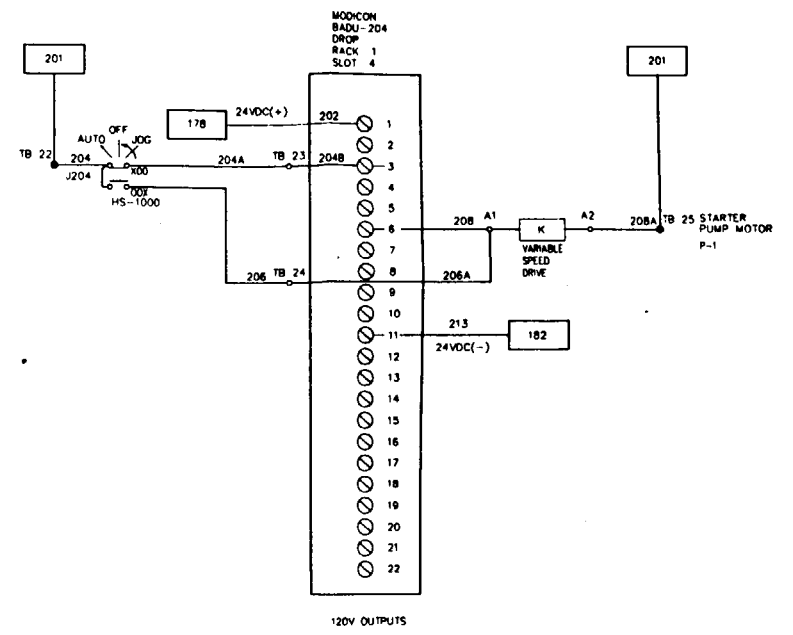 MODICON
BADU-204
DROP
RACK 1
SLOT 4
201
201
178
24VDC(+)
202
1
2
AUTO
OFF
JOG
TB 22
204
X00
204A
TB 23
204B
3
J204
00X
HS-1000
4
5
6
208
A1
K
A2
208A
TB 25
STARTER
PUMP MOTOR
P-1
VARIABLE
SPEED
DRIVE
7
206
TB 24
8
206A
9
10
11
213
24VDC(-)
182
12
13
14
15
16
17
18
19
20
21
22
120V OUTPUTS